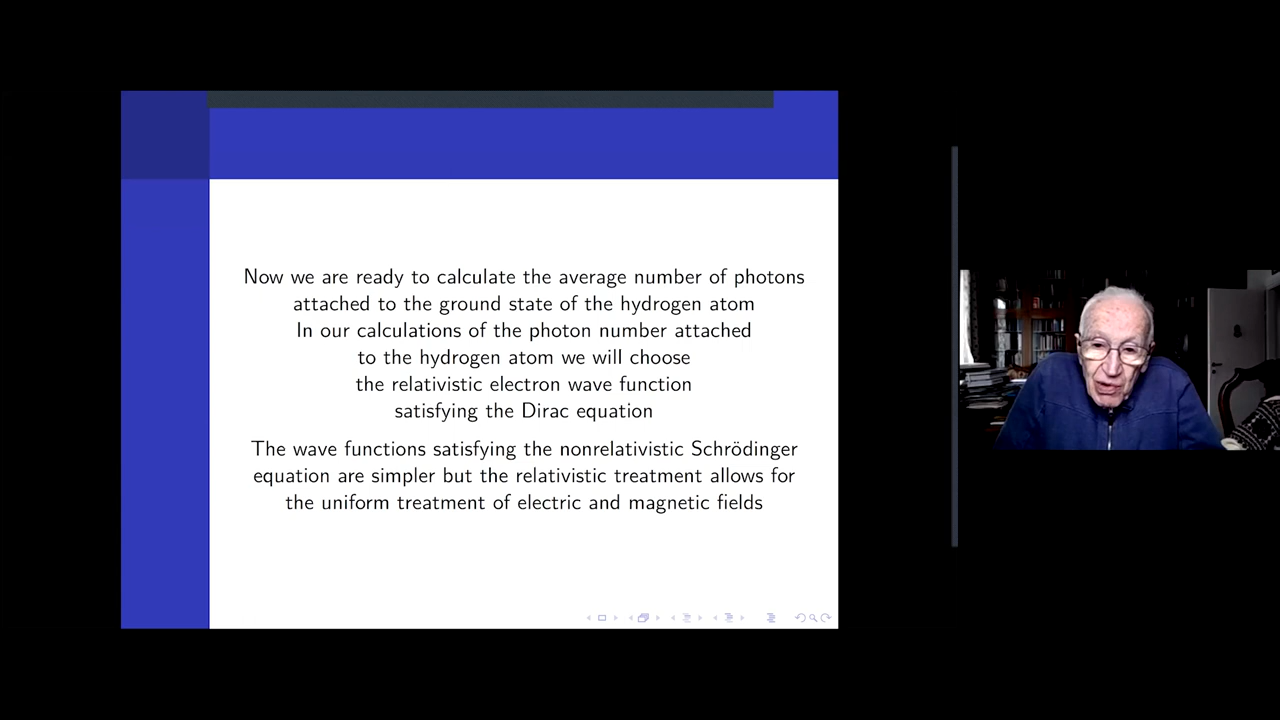 Now we are ready to calculate the average number of photons
attached to the ground state of the hydrogen atom
In our calculations of the photon number attached
to the hydrogen atom we will choose
the relativistic electron wave function
satisfying the Dirac equation
The wave functions satisfying the nonrelativistic Schrödinger
equation are simpler but the relativistic treatment allows for
the uniform treatment of electric and magnetic fields